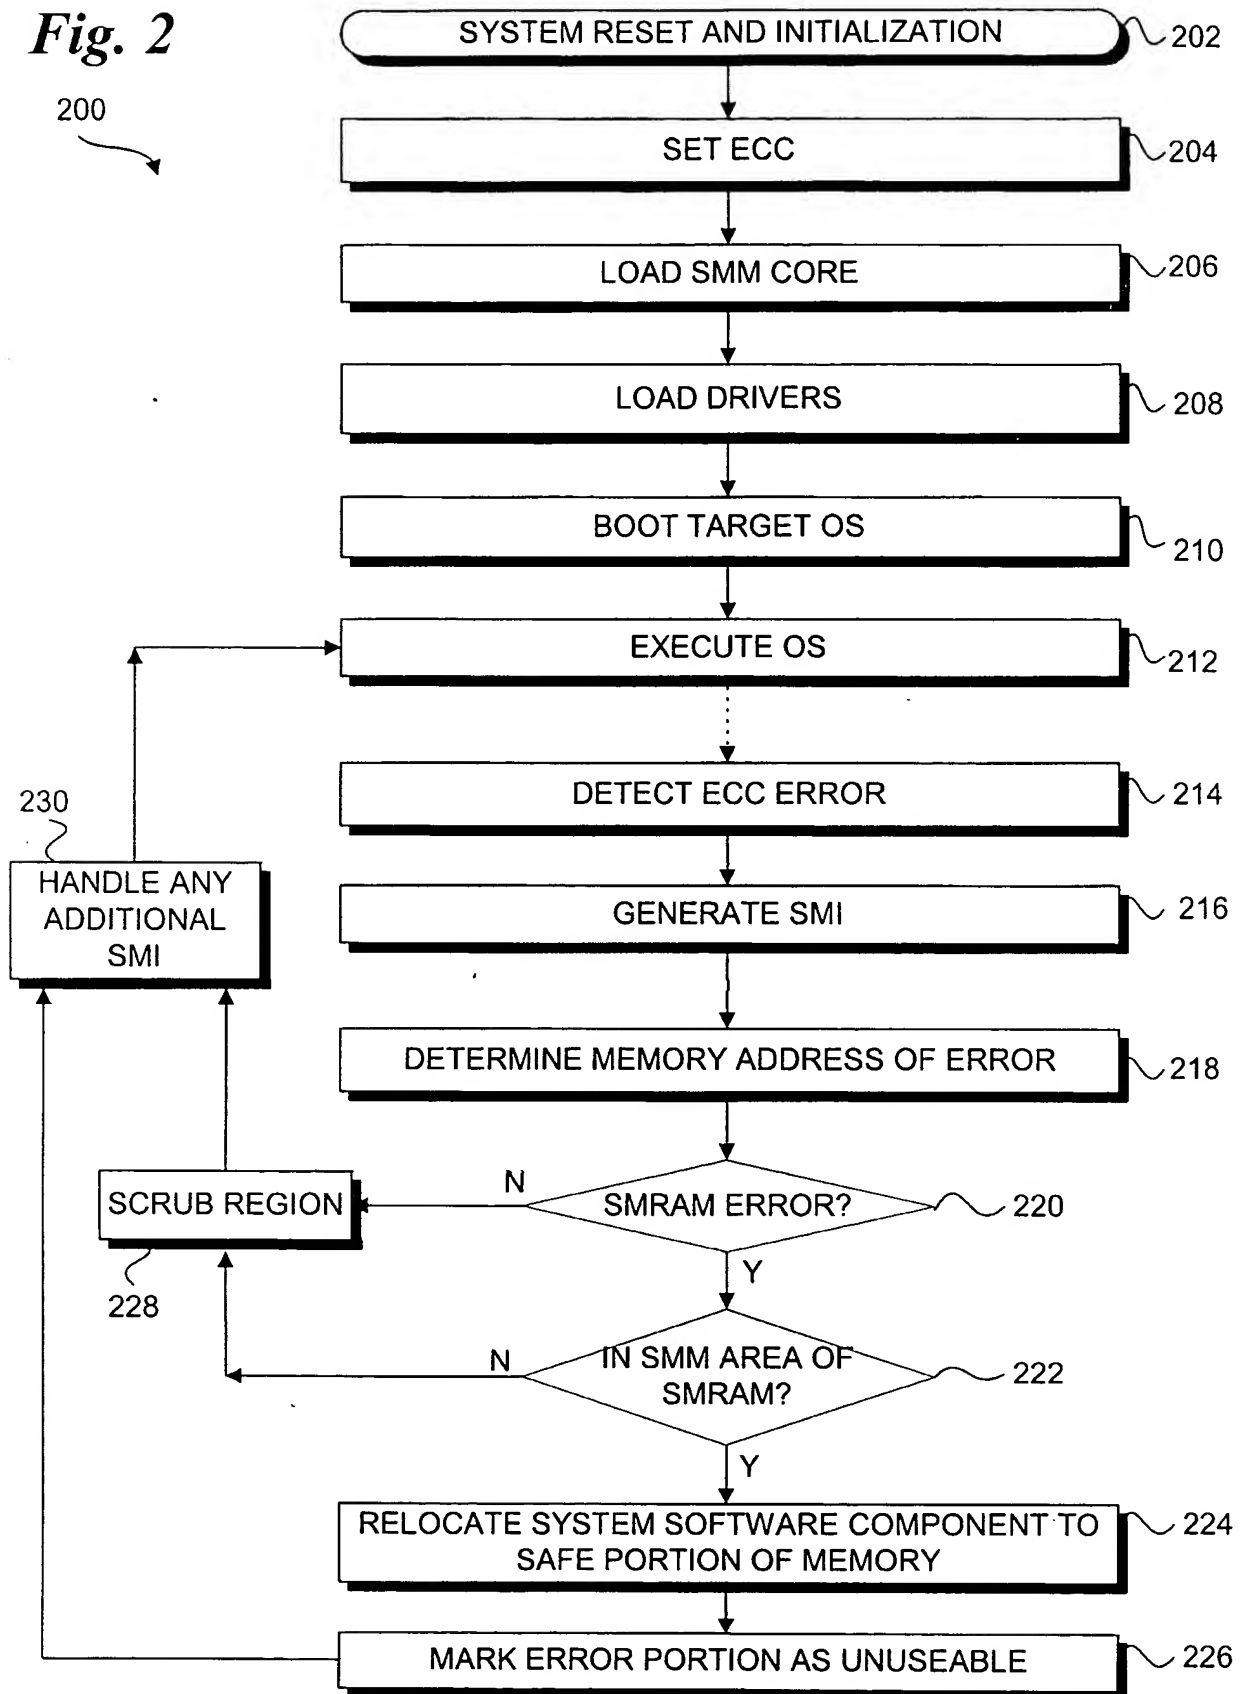 Fig. 2
200
SYSTEM RESET AND INITIALIZATION
202
SET ECC
204
LOAD SMM CORE
206
LOAD DRIVERS
208
BOOT TARGET OS
210
EXECUTE OS
212
DETECT ECC ERROR
214
230
HANDLE ANY
ADDITIONAL
SMI
GENERATE SMI
216
DETERMINE MEMORY ADDRESS OF ERROR
218
SCRUB REGION
228
N
SMRAM ERROR?
220
Y
N
IN SMM AREA OF
SMRAM?
222
Y
RELOCATE SYSTEM SOFTWARE COMPONENT TO
SAFE PORTION OF MEMORY
224
MARK ERROR PORTION AS UNUSEABLE
226